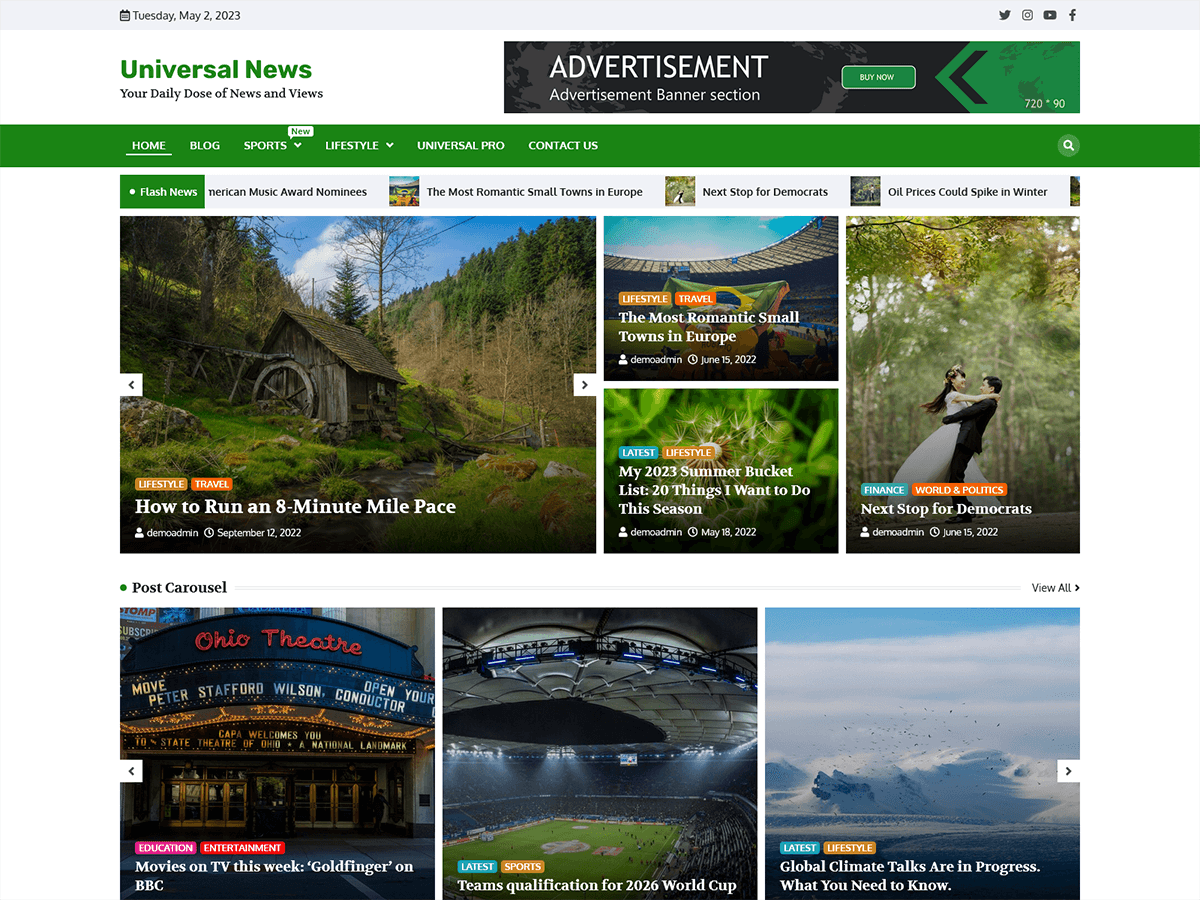 Tuesday, May 2, 2023
Universal News
Your Daily Dose of News and Views
ADVERTISEMENT
Advertisement Banner section
BUY NOW
720 * 90
HOME BLOG SPORTS New LIFESTYLE UNIVERSAL PRO CONTACT US
Flash News merican Music Award Nominees The Most Romantic Small Towns in Europe Next Stop for Democrats Oil Prices Could Spike in Winter
LIFESTYLE TRAVEL
How to Run an 8-Minute Mile Pace
demoadmin September 12, 2022
LIFESTYLE TRAVEL
The Most Romantic Small
Towns in Europe
demoadmin June 15, 2022
LATEST LIFESTYLE
My 2023 Summer Bucket
List: 20 Things I Want to Do
This Season
demoadmin May 18, 2022
FINANCE WORLD & POLITICS
Next Stop for Democrats
demoadmin June 15, 2022
Post Carousel
View All
STOMP
SUBSCRI
Ohio Theatre
MOVE
PETER STAFFORD WILSON, CONDUCTOR
OPEN YOUR
CAPA WELCOMES YOU
TO STATE THEATRE OF OHIO ★ A NATIONAL LANDMARK
EDUCATION ENTERTAINMENT
Movies on TV this week: ‘Goldfinger’ on
BBC
LATEST SPORTS
Teams qualification for 2026 World Cup
LATEST LIFESTYLE
Global Climate Talks Are in Progress.
What You Need to Know.